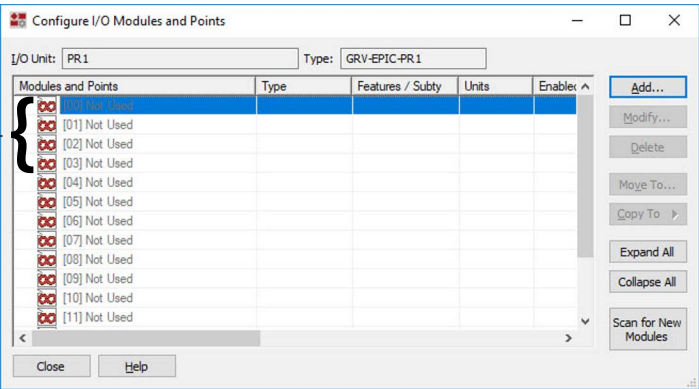 Configure I/O Modules and Points
I/O Unit: PR1 Type: GRV-EPIC-PR1
Modules and Points Type Features / Subty Units Enabled
[00] Not Used
[01] Not Used
[02] Not Used
[03] Not Used
[04] Not Used
[05] Not Used
[06] Not Used
[07] Not Used
[08] Not Used
[09] Not Used
[10] Not Used
[11] Not Used
Add...
Modify...
Delete
Move To...
Copy To
Expand All
Collapse All
Scan for New
Modules
Close Help